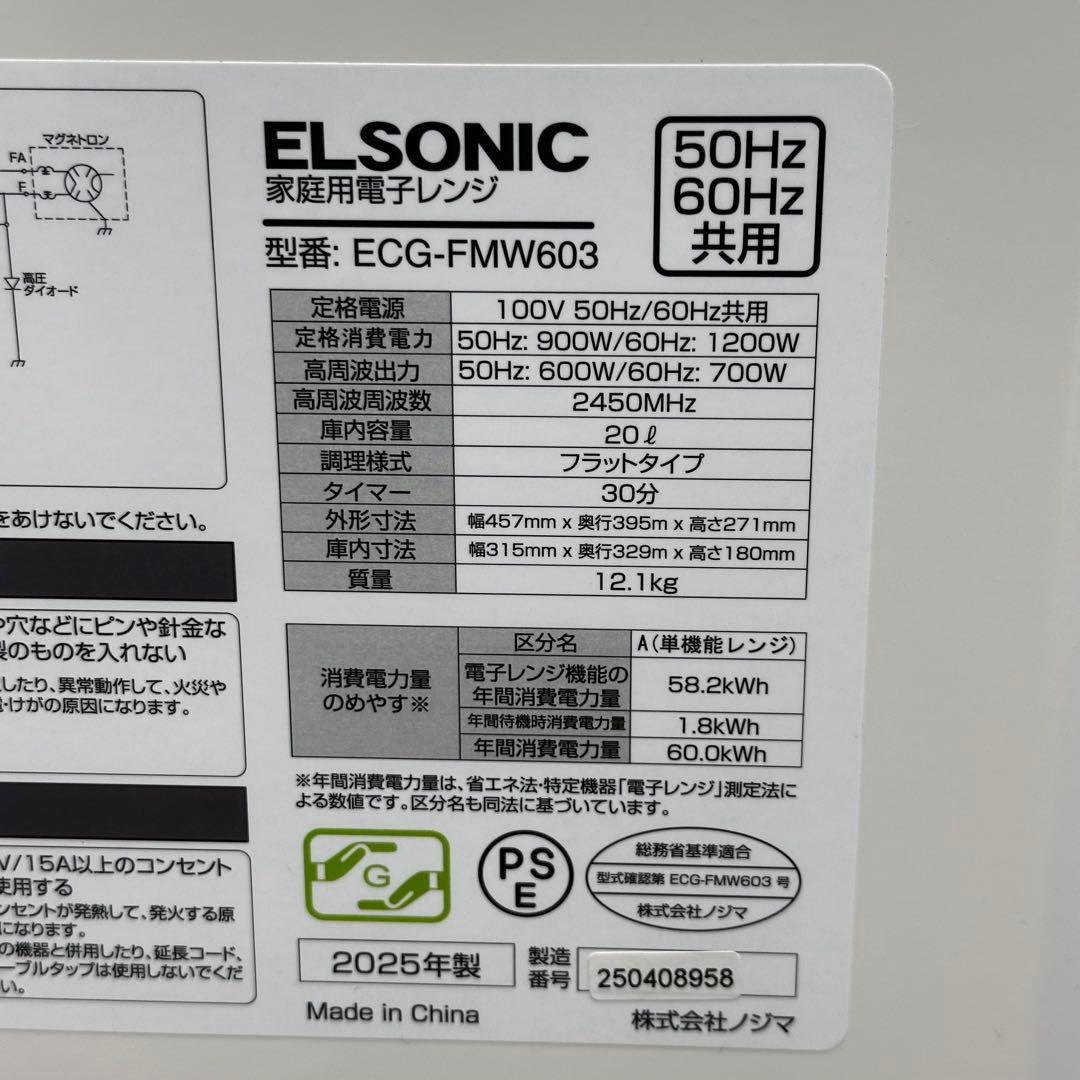 マグネトロン
FA
F
高圧
ダイオード
をあけないでください。
や穴などにピンや針金な
製のものを入れない
したり、異常動作して、火災や
電・けがの原因になります。
V/15A以上のコンセント
使用する
ンセントが発熱して、発火する原
になります。
の機器と併用したり、延長コード、
ーブルタップは使用しないでくだ
い。
ELSONIC
家庭用電子レンジ
型番: ECG-FMW603
50Hz
60Hz
共用
定格電源 100V 50Hz/60Hz共用
定格消費電力 50Hz: 900W/60Hz: 1200W
高周波出力 50Hz: 600W/60Hz: 700W
高周波周波数 2450MHz
庫内容量 20ℓ
調理様式 フラットタイプ
タイマー 30分
外形寸法 幅457mm x 奥行395m x 高さ271mm
庫内寸法 幅315mm x 奥行329m x 高さ180mm
質量 12.1kg
消費電力量
のめやす※
区分名 A(単機能レンジ)
電子レンジ機能の
年間消費電力量 58.2kWh
年間待機時消費電力量 1.8kWh
年間消費電力量 60.0kWh
※年間消費電力量は、省エネ法・特定機器「電子レンジ」測定法に
よる数値です。区分名も同法に基づいています。
G
PS
E
総務省基準適合
型式確認第 ECG-FMW603 号
株式会社ノジマ
2025年製
製造
番号
250408958
Made in China
株式会社ノジマ